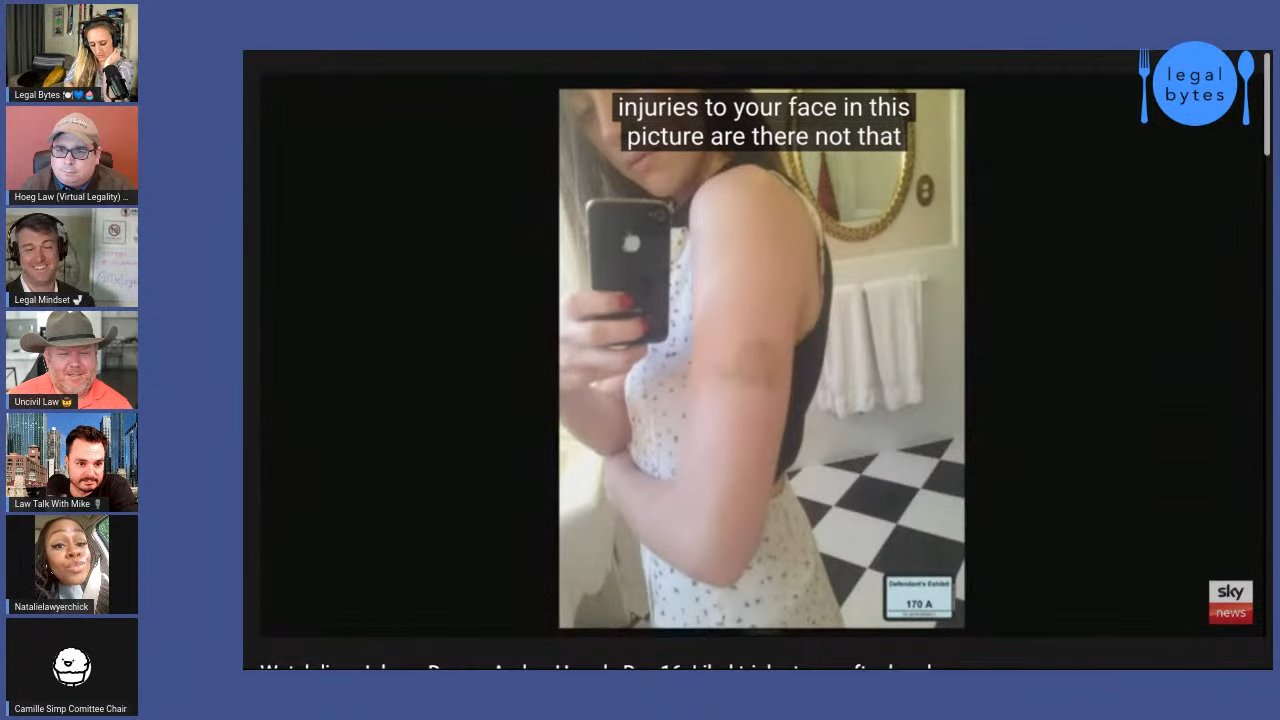 Legal Bytes
Hoeg Law (Virtual Legality) ...
Legal Mindset
Uncivil Law
Law Talk With Mike
Natalielawyerchick
Camille Simp Comittee Chair
injuries to your face in this
picture are there not that
Defendant's Exhibit
170 A
legal
bytes
sky
news